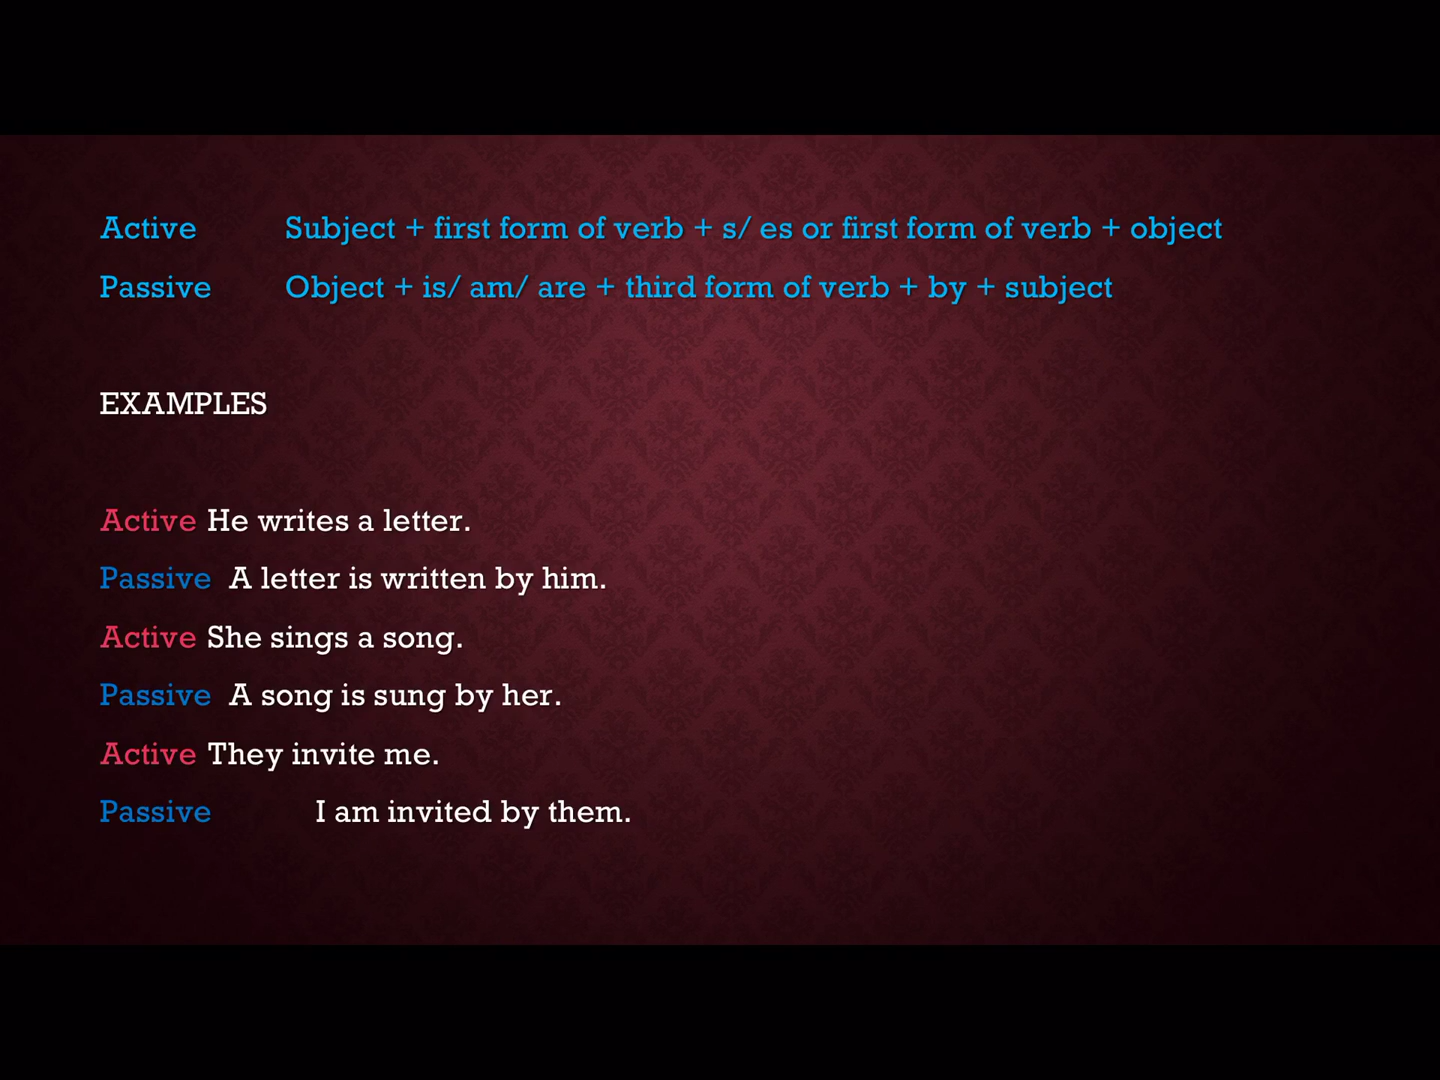 Active Subject + first form of verb + s/ es or first form of verb + object
Passive Object + is/ am/ are + third form of verb + by + subject
EXAMPLES
Active He writes a letter.
Passive A letter is written by him.
Active She sings a song.
Passive A song is sung by her.
Active They invite me.
Passive I am invited by them.